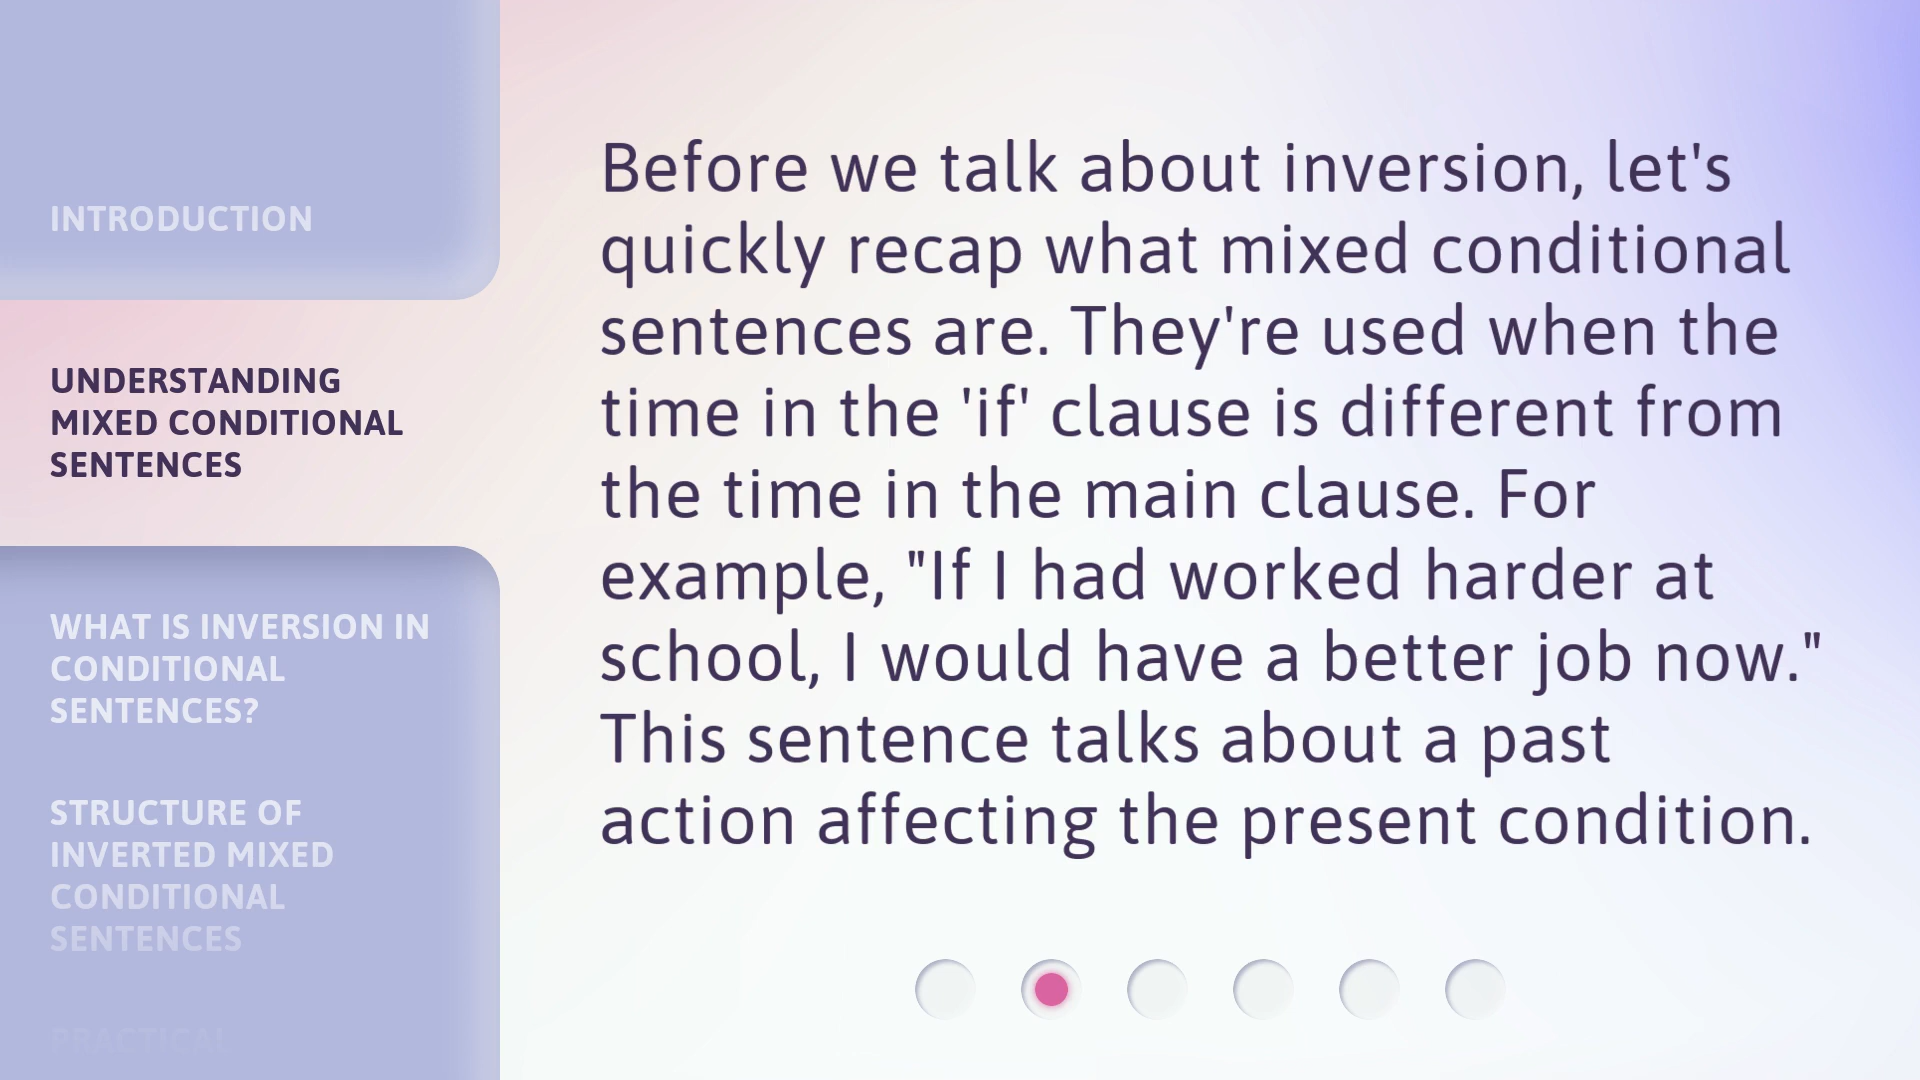 INTRODUCTION
UNDERSTANDING
MIXED CONDITIONAL
SENTENCES
WHAT IS INVERSION IN
CONDITIONAL
SENTENCES?
STRUCTURE OF
INVERTED MIXED
CONDITIONAL
SENTENCES
PRACTICAL
Before we talk about inversion, let's
quickly recap what mixed conditional
sentences are. They're used when the
time in the 'if' clause is different from
the time in the main clause. For
example, "If I had worked harder at
school, I would have a better job now."
This sentence talks about a past
action affecting the present condition.